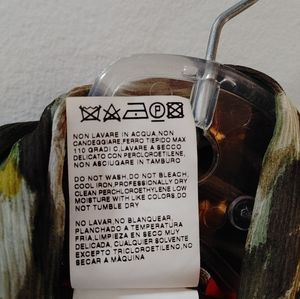 P
NON LAVARE IN ACQUA,NON
CANDEGGIARE,FERRO TIEPIDO MAX
110 GRADI C,LAVARE A SECCO
DELICATO CON PERCLOROETILENE,
NON ASCIUGARE IN TAMBURO
DO NOT WASH,DO NOT BLEACH,
COOL IRON,PROFESSIONALLY DRY
CLEAN PERCHLOROETHYLENE LOW
MOISTURE WITH LIKE COLORS,DO
NOT TUMBLE DRY
NO LAVAR,NO BLANQUEAR,
PLANCHADO A TEMPERATURA
FRIA,LIMPIEZA EN SECO MUY
DELICADA,CUALQUIER SOLVENTE
EXCEPTO TRICLOROETILENO,NO
SECAR A MÁQUINA